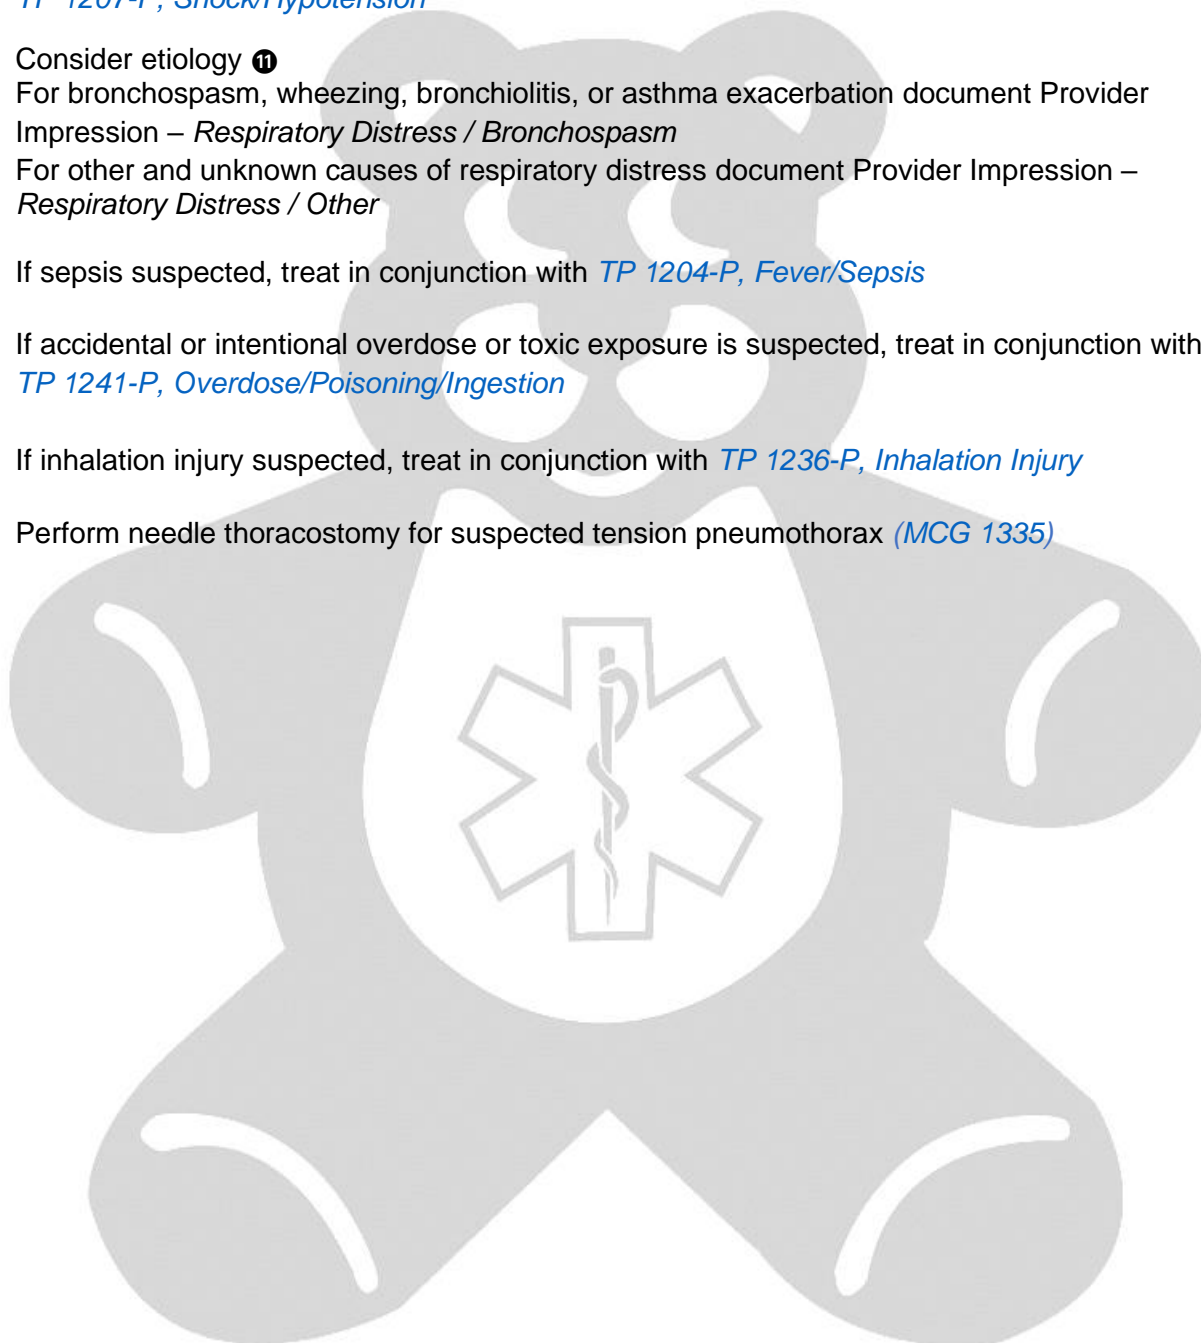 TP 1207-P, Shock/Hypotension
Consider etiology ⓫
For bronchospasm, wheezing, bronchiolitis, or asthma exacerbation document Provider
Impression – Respiratory Distress / Bronchospasm
For other and unknown causes of respiratory distress document Provider Impression –
Respiratory Distress / Other
If sepsis suspected, treat in conjunction with TP 1204-P, Fever/Sepsis
If accidental or intentional overdose or toxic exposure is suspected, treat in conjunction with
TP 1241-P, Overdose/Poisoning/Ingestion
If inhalation injury suspected, treat in conjunction with TP 1236-P, Inhalation Injury
Perform needle thoracostomy for suspected tension pneumothorax (MCG 1335)